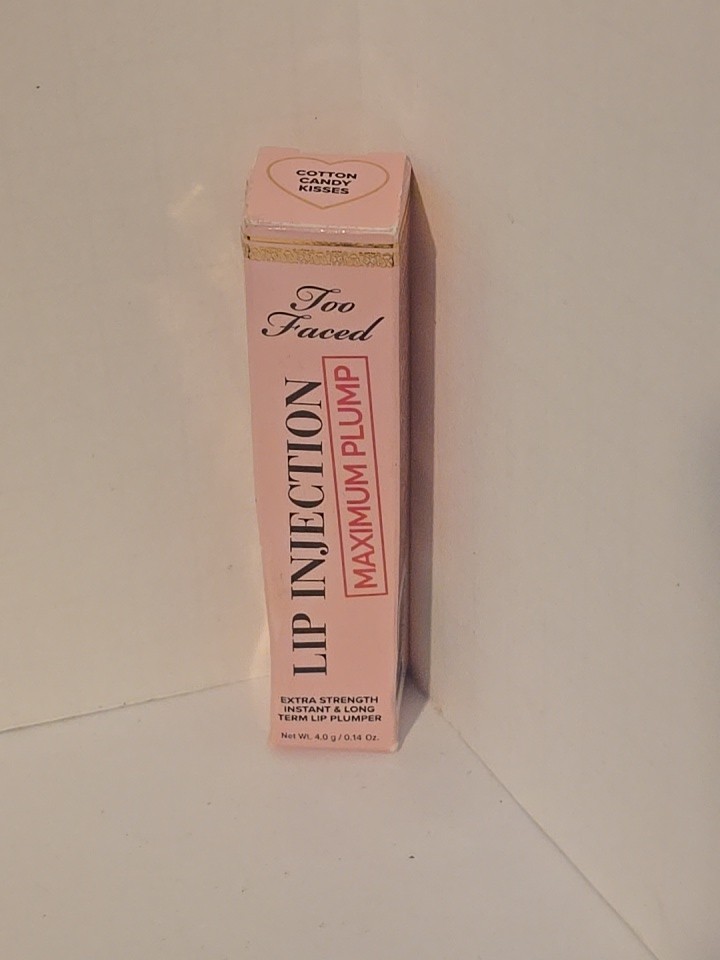 COTTON
CANDY
KISSES
Too
Faced
LIP INJECTION
MAXIMUM PLUMP
EXTRA STRENGTH
INSTANT & LONG
TERM LIP PLUMPER
Net Wt. 4.0 g / 0.14 Oz.